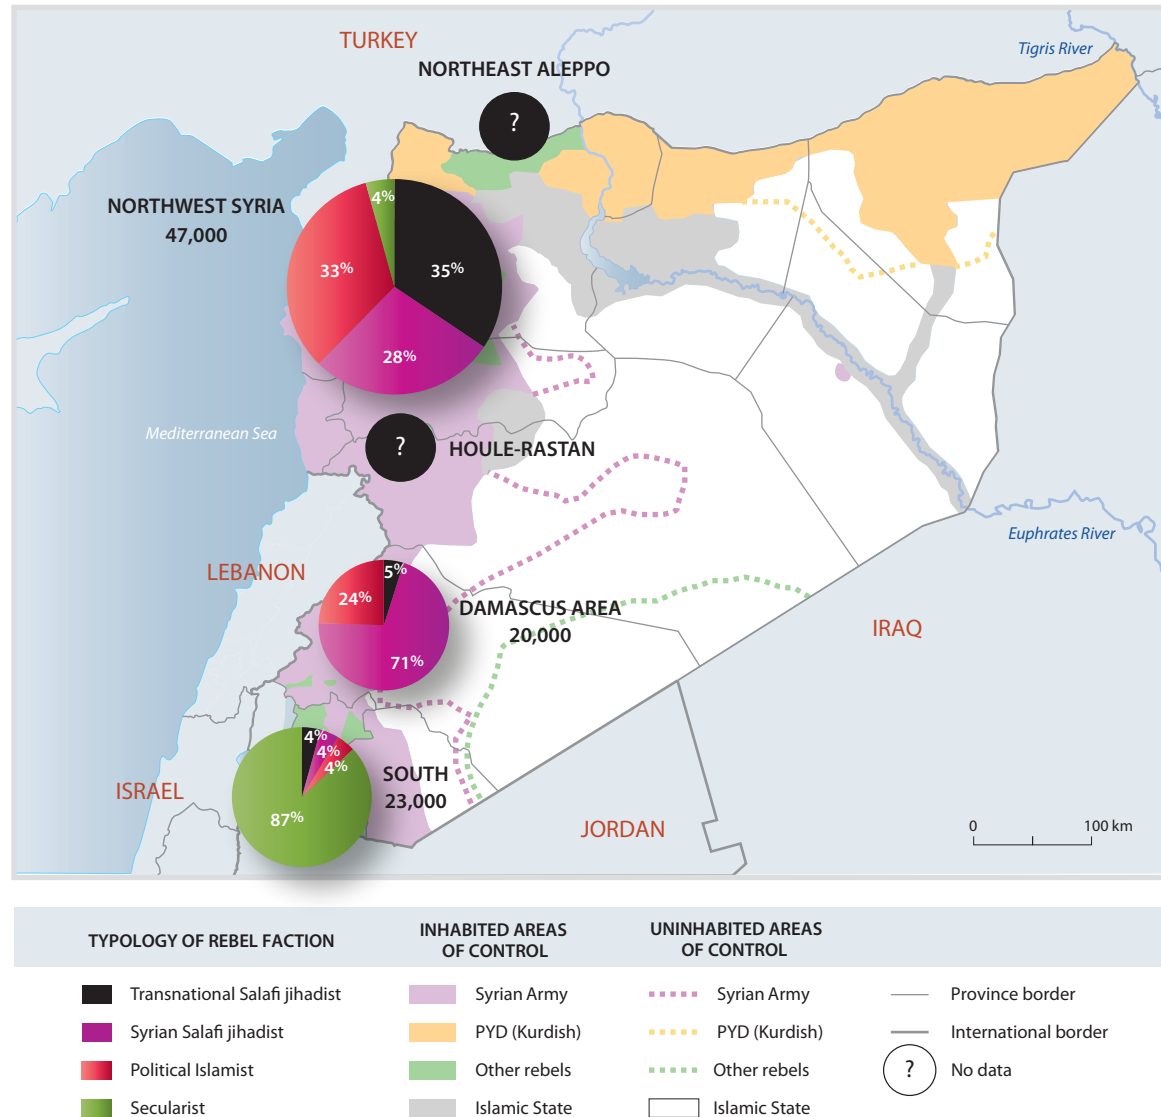 TURKEY
Tigris River
NORTHEAST ALEPPO
?
NORTHWEST SYRIA
47,000
4%
33%
35%
28%
Mediterranean Sea
?
HOULE-RASTAN
Euphrates River
LEBANON
5%
24%
71%
DAMASCUS AREA
20,000
IRAQ
4%
4%
4%
87%
SOUTH
23,000
ISRAEL
JORDAN
0 100 km
TYPOLOGY OF REBEL FACTION
Transnational Salafi jihadist
Syrian Salafi jihadist
Political Islamist
Secularist
INHABITED AREAS
OF CONTROL
Syrian Army
PYD (Kurdish)
Other rebels
Islamic State
UNINHABITED AREAS
OF CONTROL
Syrian Army
PYD (Kurdish)
Other rebels
Islamic State
Province border
International border
? No data